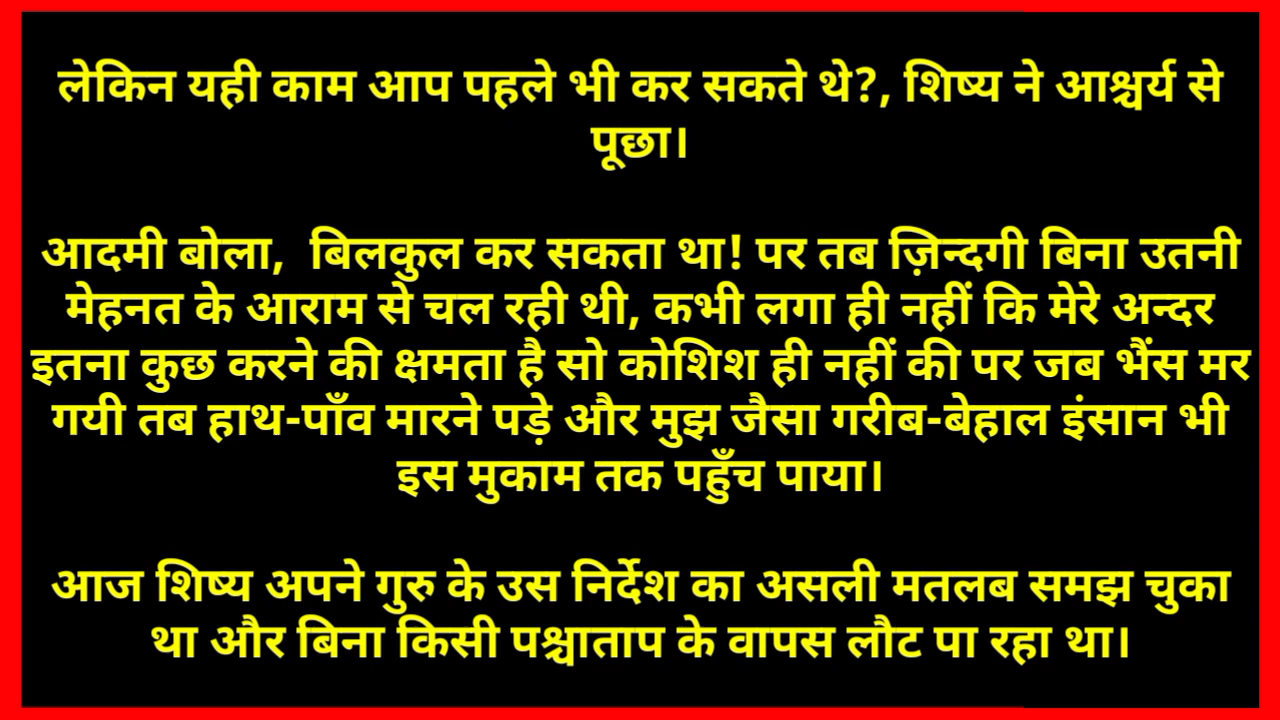 लेकिन यही काम आप पहले भी कर सकते थे?, शिष्य ने आश्चर्य से
पूछा।
आदमी बोला,  बिलकुल कर सकता था! पर तब ज़िन्दगी बिना उतनी
मेहनत के आराम से चल रही थी, कभी लगा ही नहीं कि मेरे अन्दर
इतना कुछ करने की क्षमता है सो कोशिश ही नहीं की पर जब भैंस मर
गयी तब हाथ-पाँव मारने पड़े और मुझ जैसा गरीब-बेहाल इंसान भी
इस मुकाम तक पहुँच पाया।
आज शिष्य अपने गुरु के उस निर्देश का असली मतलब समझ चुका
था और बिना किसी पश्चाताप के वापस लौट पा रहा था।